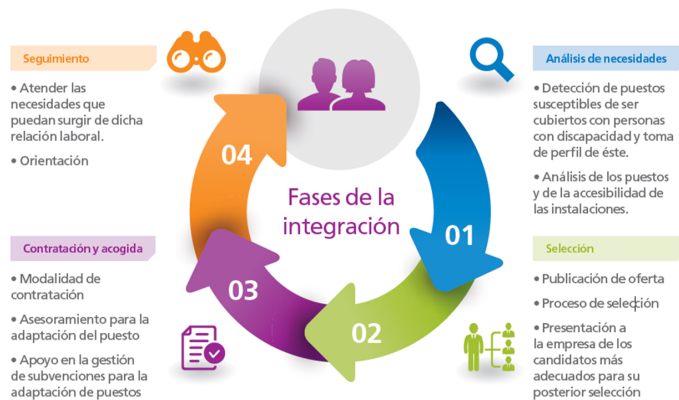 Fases de la
integración
01
Análisis de necesidades
• Detección de puestos
susceptibles de ser
cubiertos con personas
con discapacidad y toma
de perfil de éste.
• Análisis de los puestos
y de la accesibilidad de
las instalaciones.
02
Selección
• Publicación de oferta
• Proceso de selección
• Presentación a
la empresa de los
candidatos más
adecuados para su
posterior selección
03
Contratación y acogida
• Modalidad de
contratación
• Asesoramiento para la
adaptación del puesto
• Apoyo en la gestión
de subvenciones para la
adaptación de puestos
04
Seguimiento
• Atender las
necesidades que
puedan surgir de dicha
relación laboral.
• Orientación